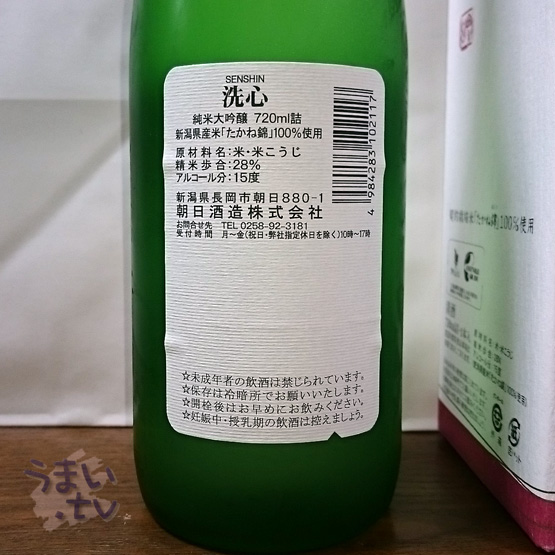 SENSHIN
洗心
純米大吟醸 720ml詰
新潟県産米「たかね錦」100%使用
原材料名:米・米こうじ
精米歩合:28%
アルコール分:15度
新潟県長岡市朝日880-1
朝日酒造株式会社
お問合せ先 TEL 0258-92-3181
受付時間 月〜金(祝日・弊社指定休日を除く)10時〜17時
4 984283 102117
☆未成年者の飲酒は禁じられています。
☆保存は冷暗所でお願いいたします。
☆開栓後はお早めにお飲みください。
☆妊娠中・授乳期の飲酒は控えましょう。
「たかね錦」100%使用
うまい
.tv